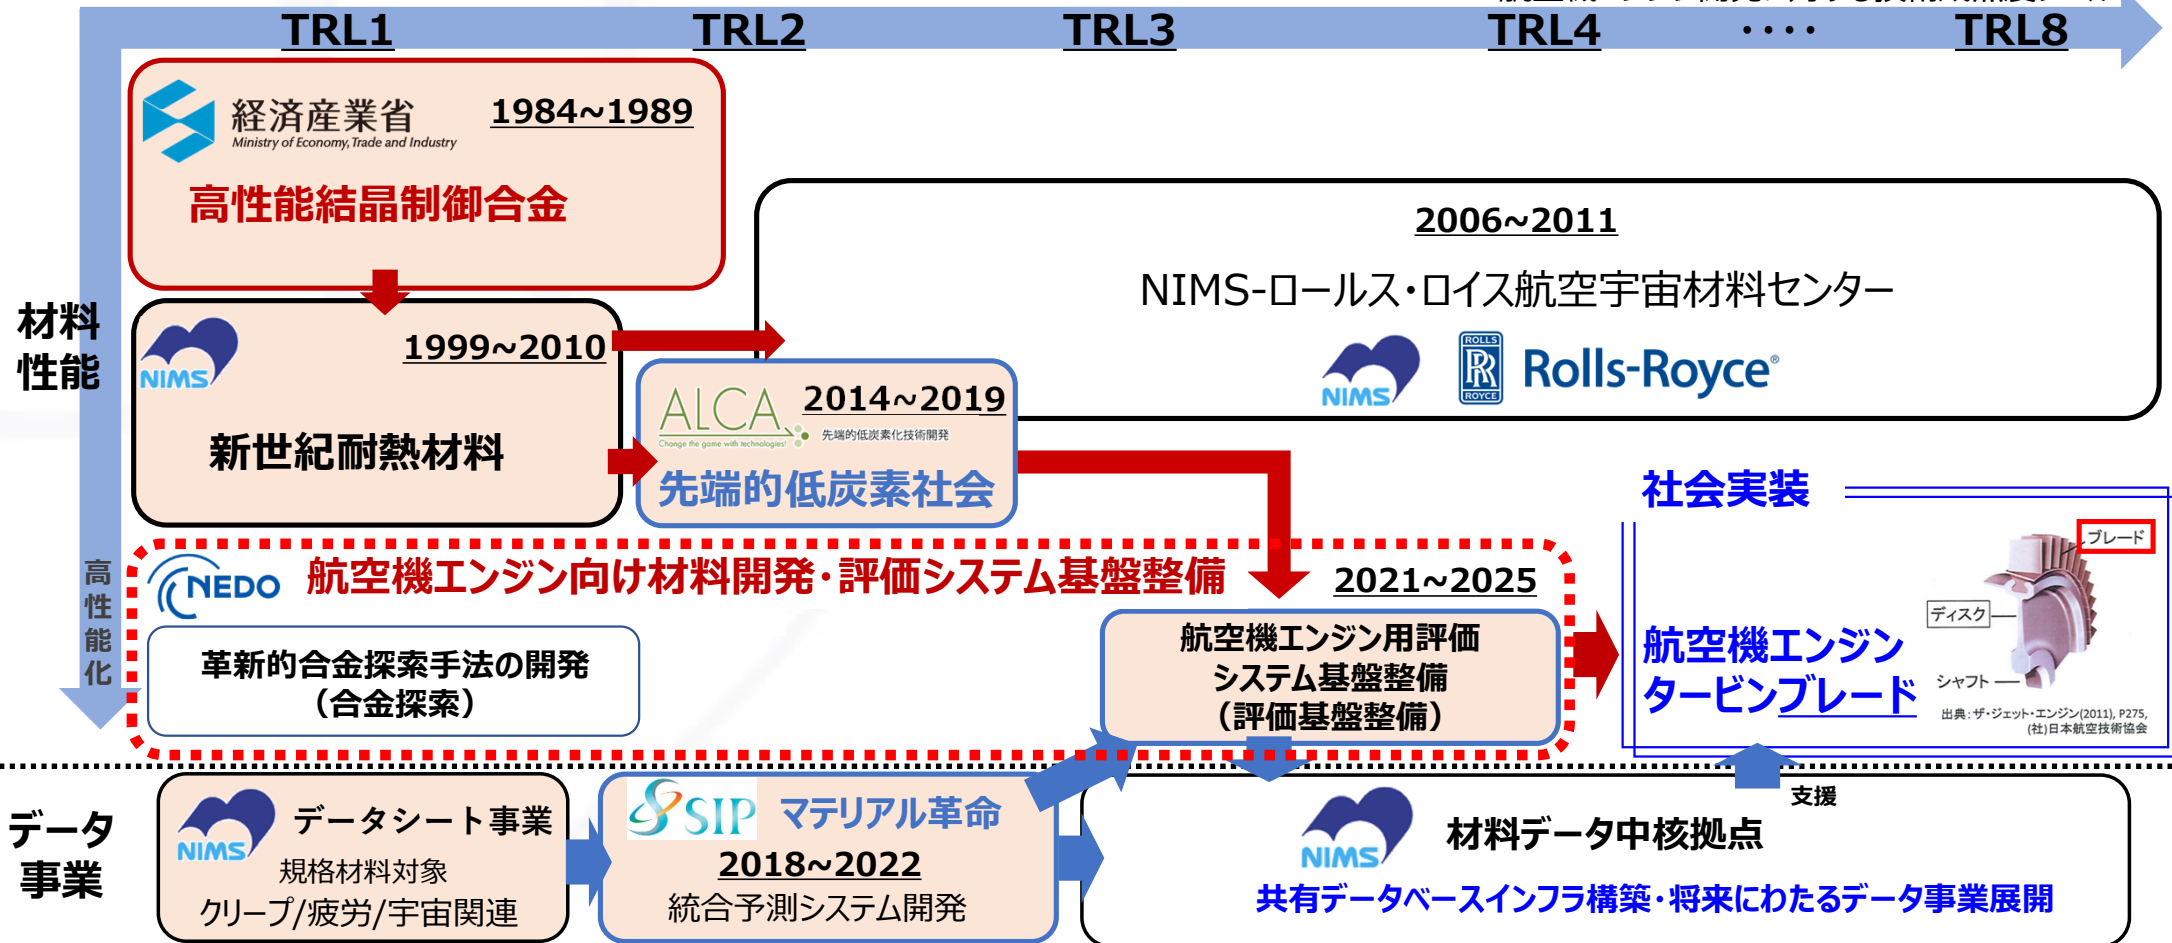 TRL1
TRL2
TRL3
TRL4
････
TRL8
経済産業省
Ministry of Economy, Trade and Industry
1984~1989
高性能結晶制御合金
2006~2011
NIMS-ロールス・ロイス航空宇宙材料センター
NIMS
ROLLS
RR
ROYCE
Rolls-Royce®
材料
性能
NIMS
1999~2010
新世紀耐熱材料
ALCA
Change the game with technologies!
先端的低炭素化技術開発
2014~2019
先端的低炭素社会
高性能化
NEDO
航空機エンジン向け材料開発・評価システム基盤整備
2021~2025
革新的合金探索手法の開発
（合金探索）
航空機エンジン用評価
システム基盤整備
（評価基盤整備）
社会実装
航空機エンジン
タービンブレード
ブレード
ディスク
シャフト
出典：ザ・ジェット・エンジン(2011), P275,
(社)日本航空技術協会
データ
事業
NIMS
データシート事業
規格材料対象
クリープ/疲労/宇宙関連
SIP
マテリアル革命
2018~2022
統合予測システム開発
支援
NIMS
材料データ中核拠点
共有データベースインフラ構築・将来にわたるデータ事業展開